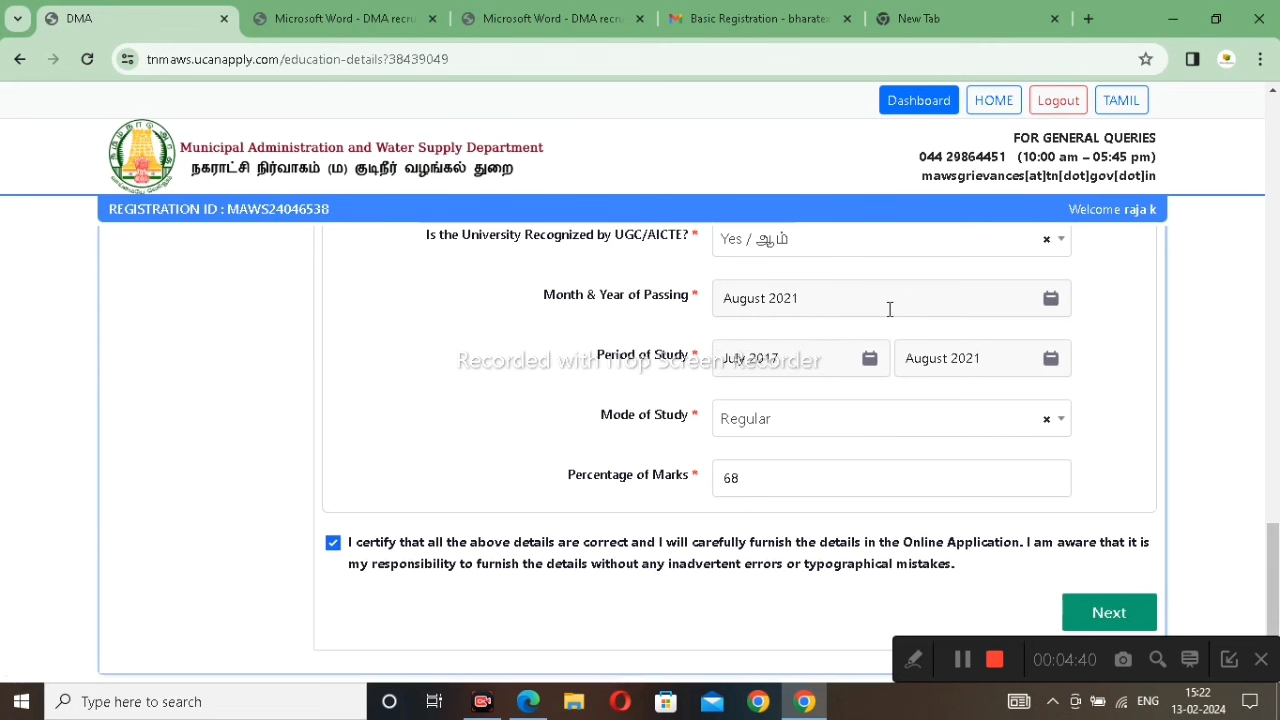 DMA
Microsoft Word - DMA recru
Microsoft Word - DMA recru
Basic Registration - bharatex
New Tab
tnmaws.ucanapply.com/education-details?38439049
Dashboard
HOME
Logout
TAMIL
Municipal Administration and Water Supply Department
நகராட்சி நிர்வாகம் (ம) குடிநீர் வழங்கல் துறை
FOR GENERAL QUERIES
044 29864451 (10:00 am – 05:45 pm)
mawsgrievances[at]tn[dot]gov[dot]in
REGISTRATION ID : MAWS24046538
Welcome raja k
Is the University Recognized by UGC/AICTE? *
Yes / ஆம்
Month & Year of Passing *
August 2021
Period of Study *
July 2017
August 2021
Recorded with iTop Screen Recorder
Mode of Study *
Regular
Percentage of Marks *
68
I certify that all the above details are correct and I will carefully furnish the details in the Online Application. I am aware that it is
my responsibility to furnish the details without any inadvertent errors or typographical mistakes.
Next
00:04:40
Type here to search
ENG
15:22
13-02-2024